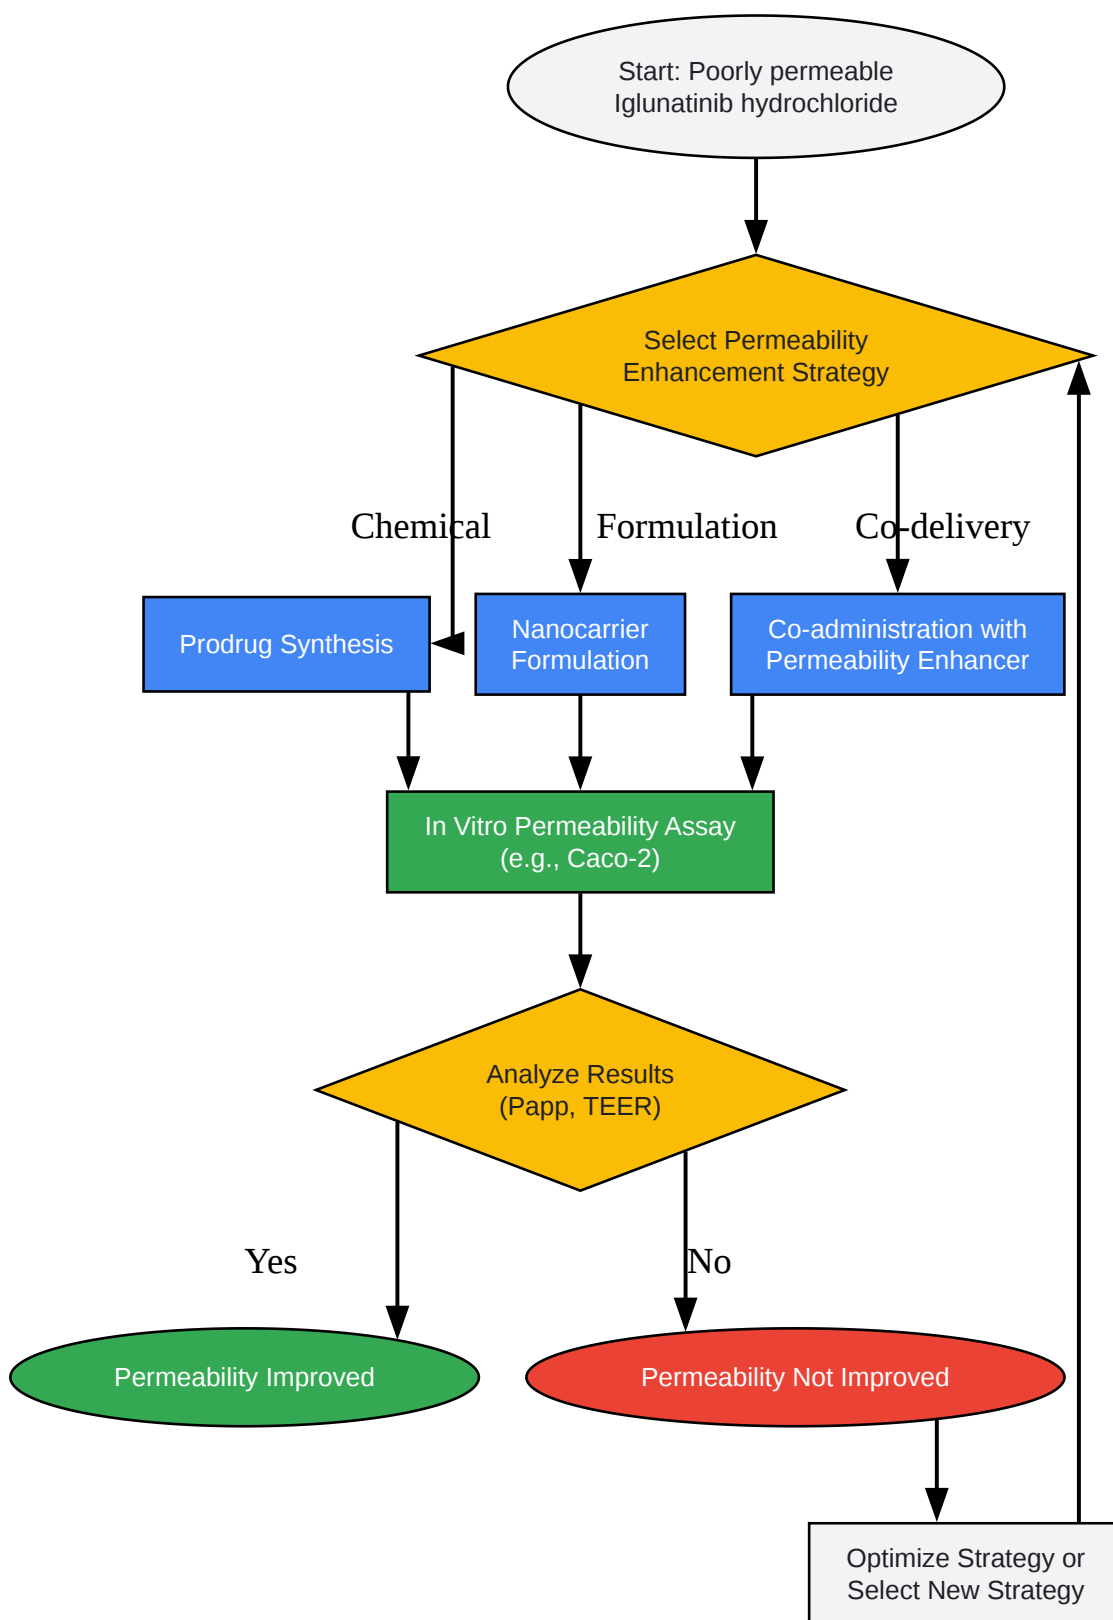 Start: Poorly permeable
Iglunatinib hydrochloride
Select Permeability
Enhancement Strategy
Chemical
Formulation
Co-delivery
Prodrug Synthesis
Nanocarrier
Formulation
Co-administration with
Permeability Enhancer
In Vitro Permeability Assay
(e.g., Caco-2)
Analyze Results
(Papp, TEER)
Yes
No
Permeability Improved
Permeability Not Improved
Optimize Strategy or
Select New Strategy